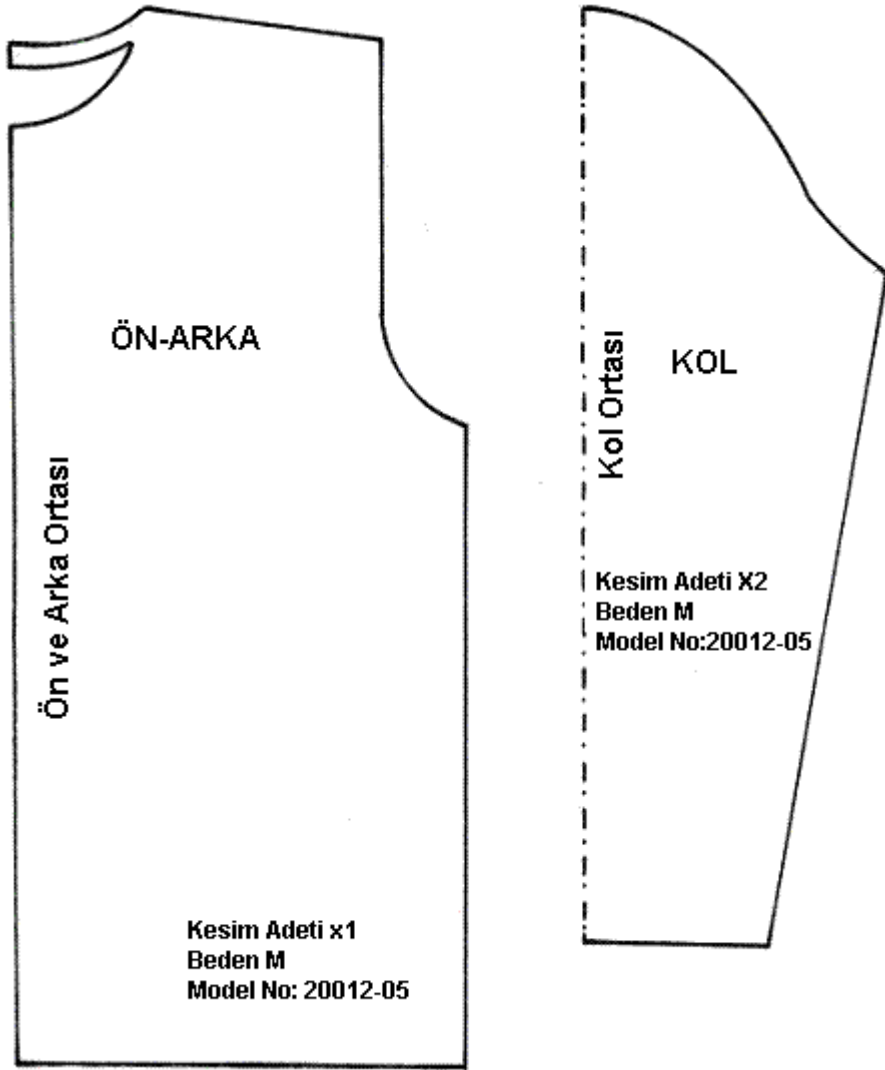 ÖN-ARKA
Ön ve Arka Ortası
Kesim Adeti x1
Beden M
Model No: 20012-05
KOL
Kol Ortası
Kesim Adeti X2
Beden M
Model No:20012-05